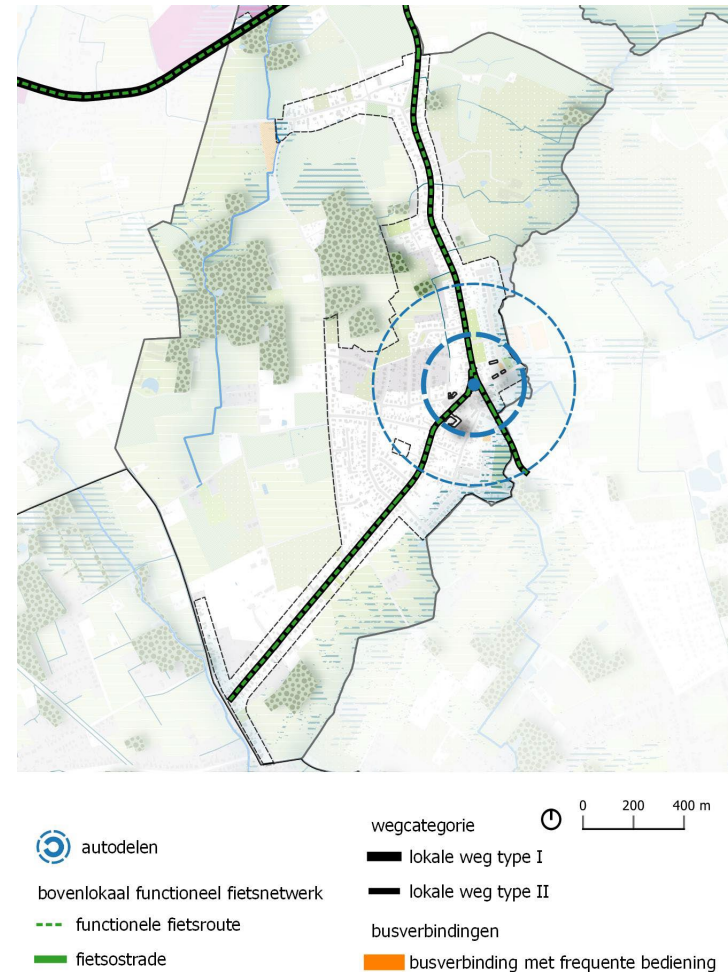 autodelen
bovenlokaal functioneel fietsnetwerk
functionele fietsroute
fietsostrade
wegcategorie
lokale weg type I
lokale weg type II
busverbindingen
busverbinding met frequente bediening
0 200 400 m